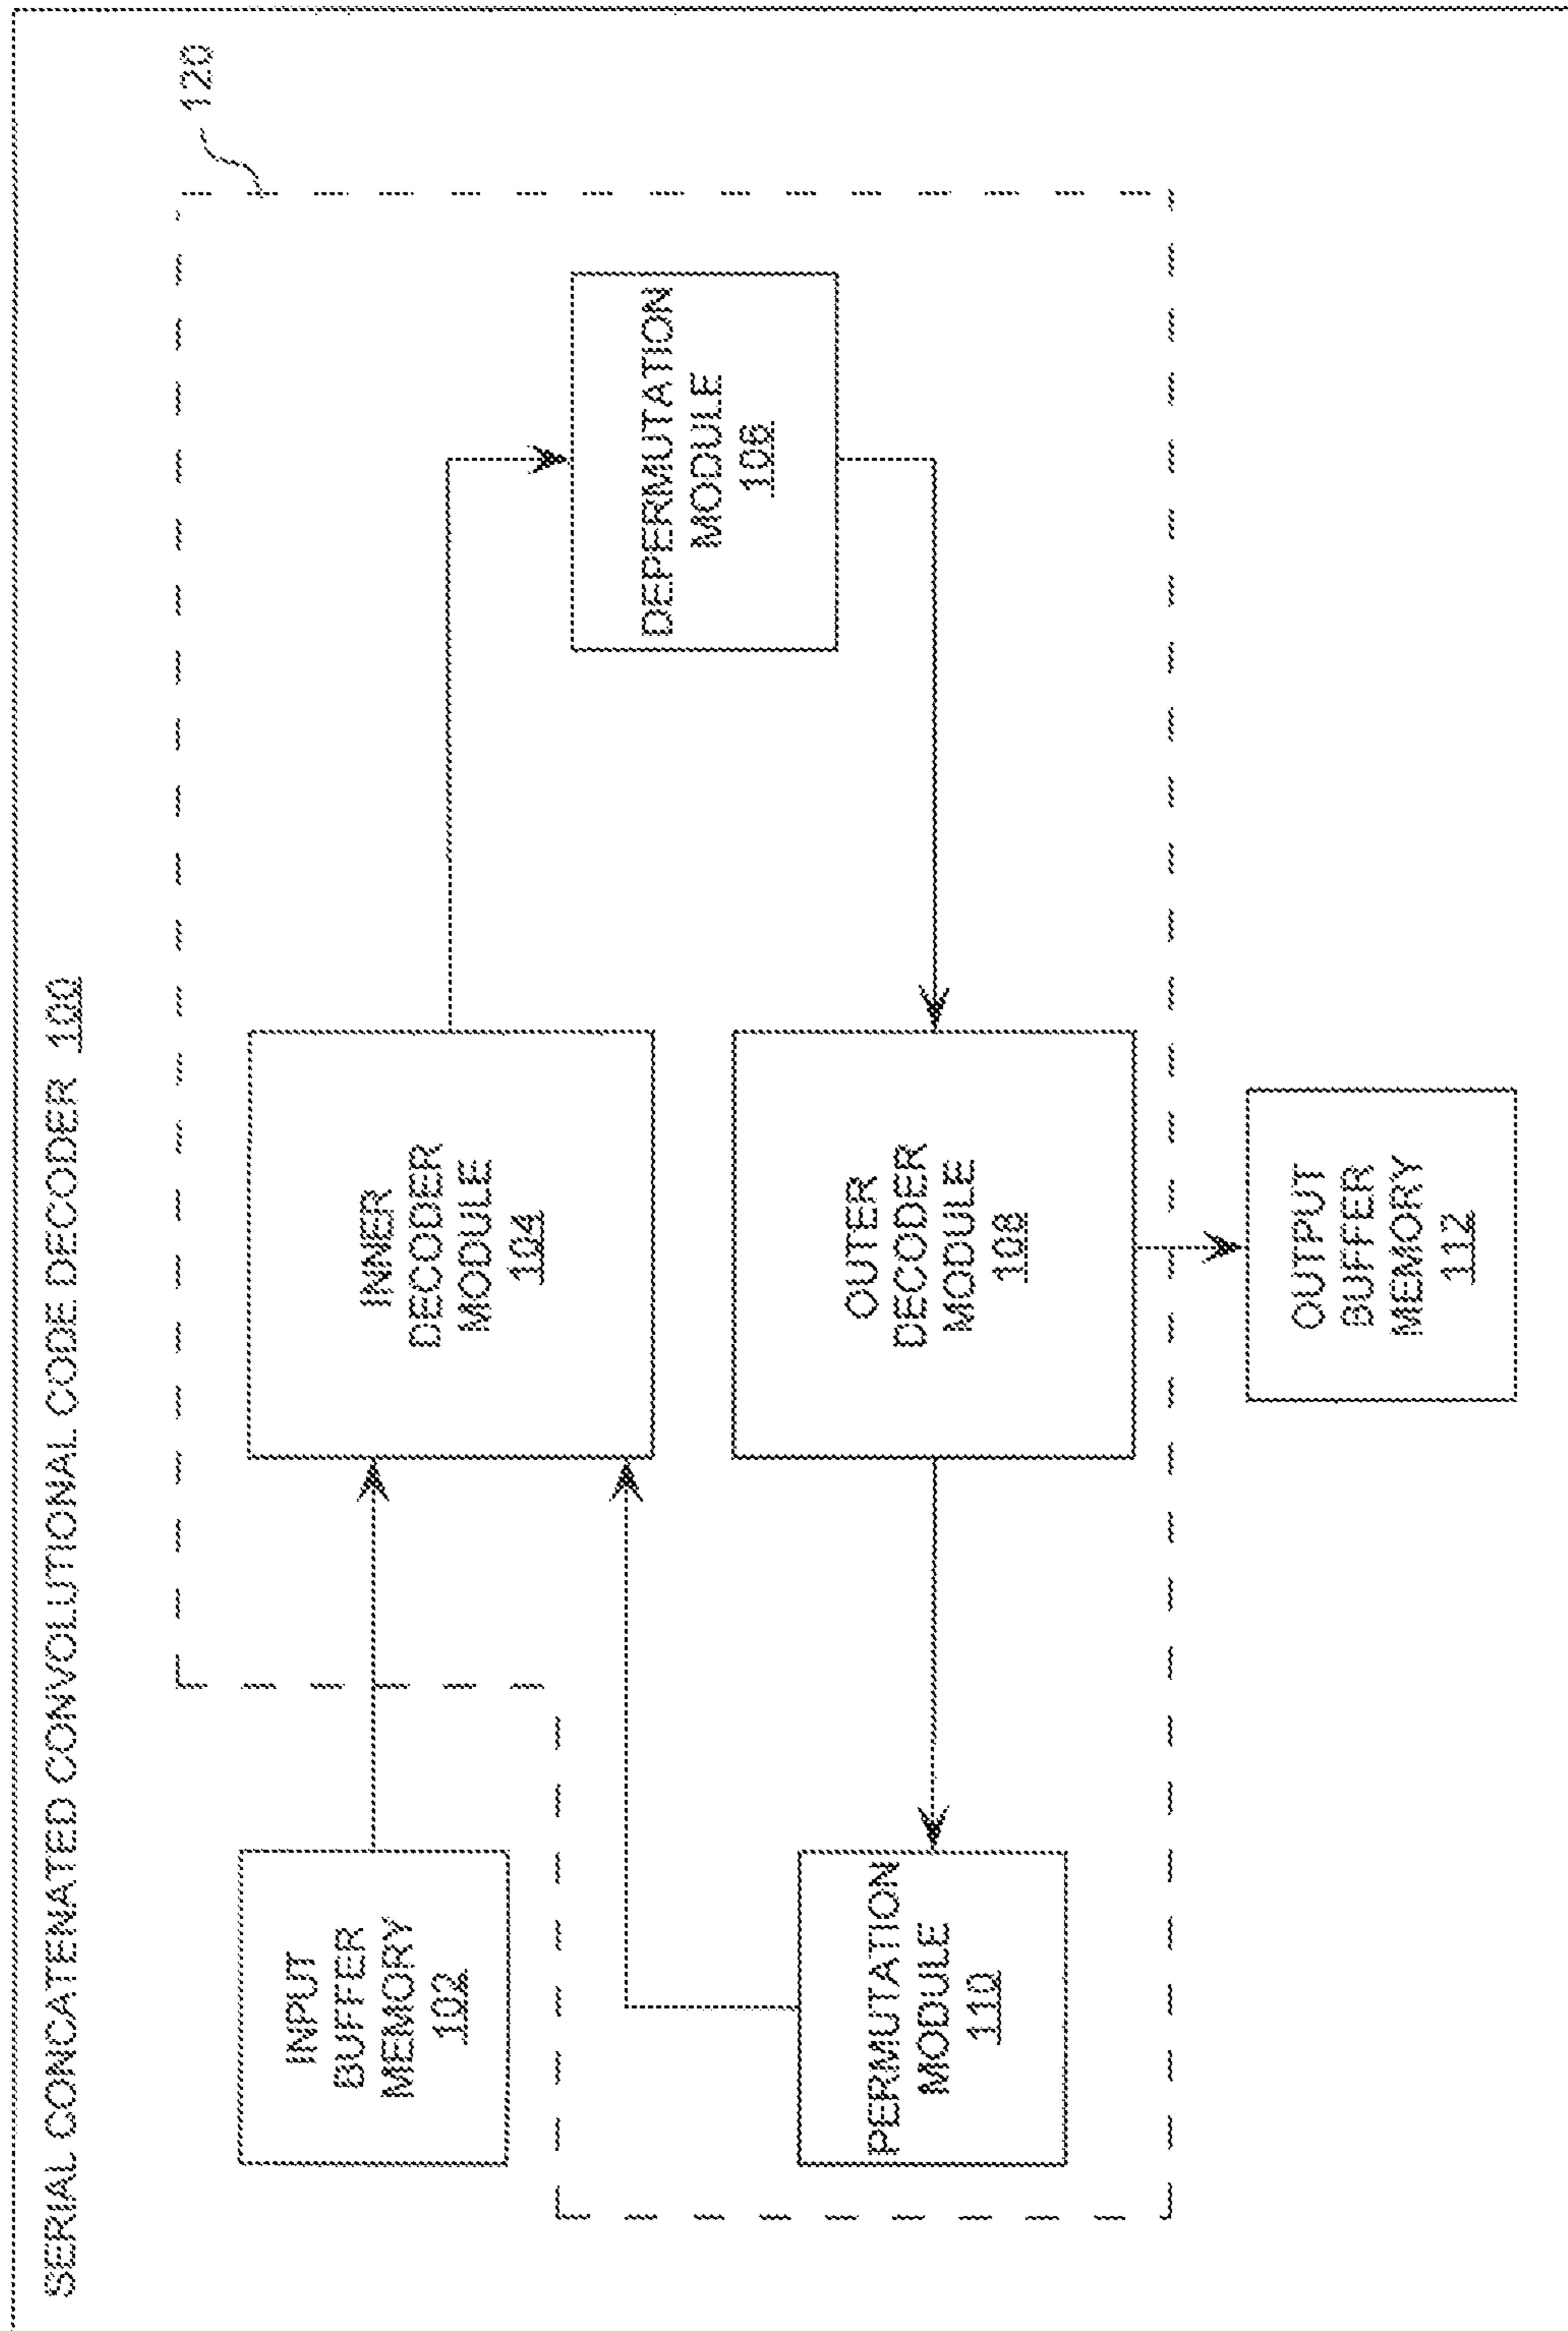 SERIAL CONCATENATED CONVOLUTIONAL CODE DECODER 100
120
INPUT
BUFFER
MEMORY
102
INNER
DECODER
MODULE
104
DEPERMUTATION
MODULE
106
PERMUTATION
MODULE
110
OUTER
DECODER
MODULE
108
OUTPUT
BUFFER
MEMORY
112